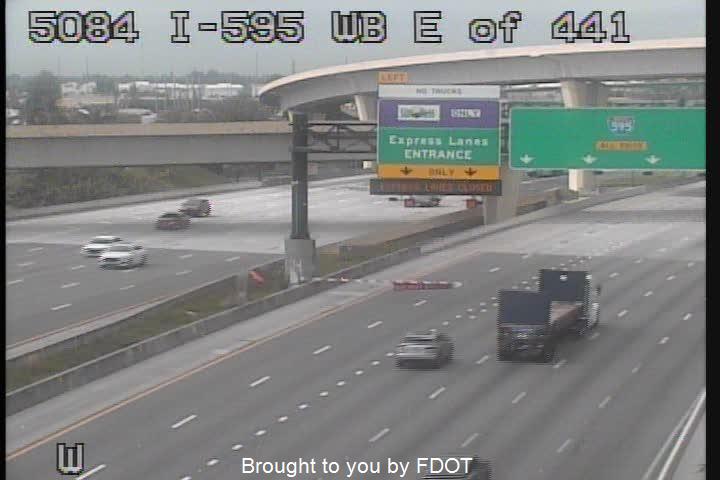 5084 I-595 WB E of 441
LEFT
NO TRUCKS
SUNPASS ONLY
Express Lanes
ENTRANCE
ONLY
EXPRESS LANES CLOSED
595
W
Brought to you by FDOT